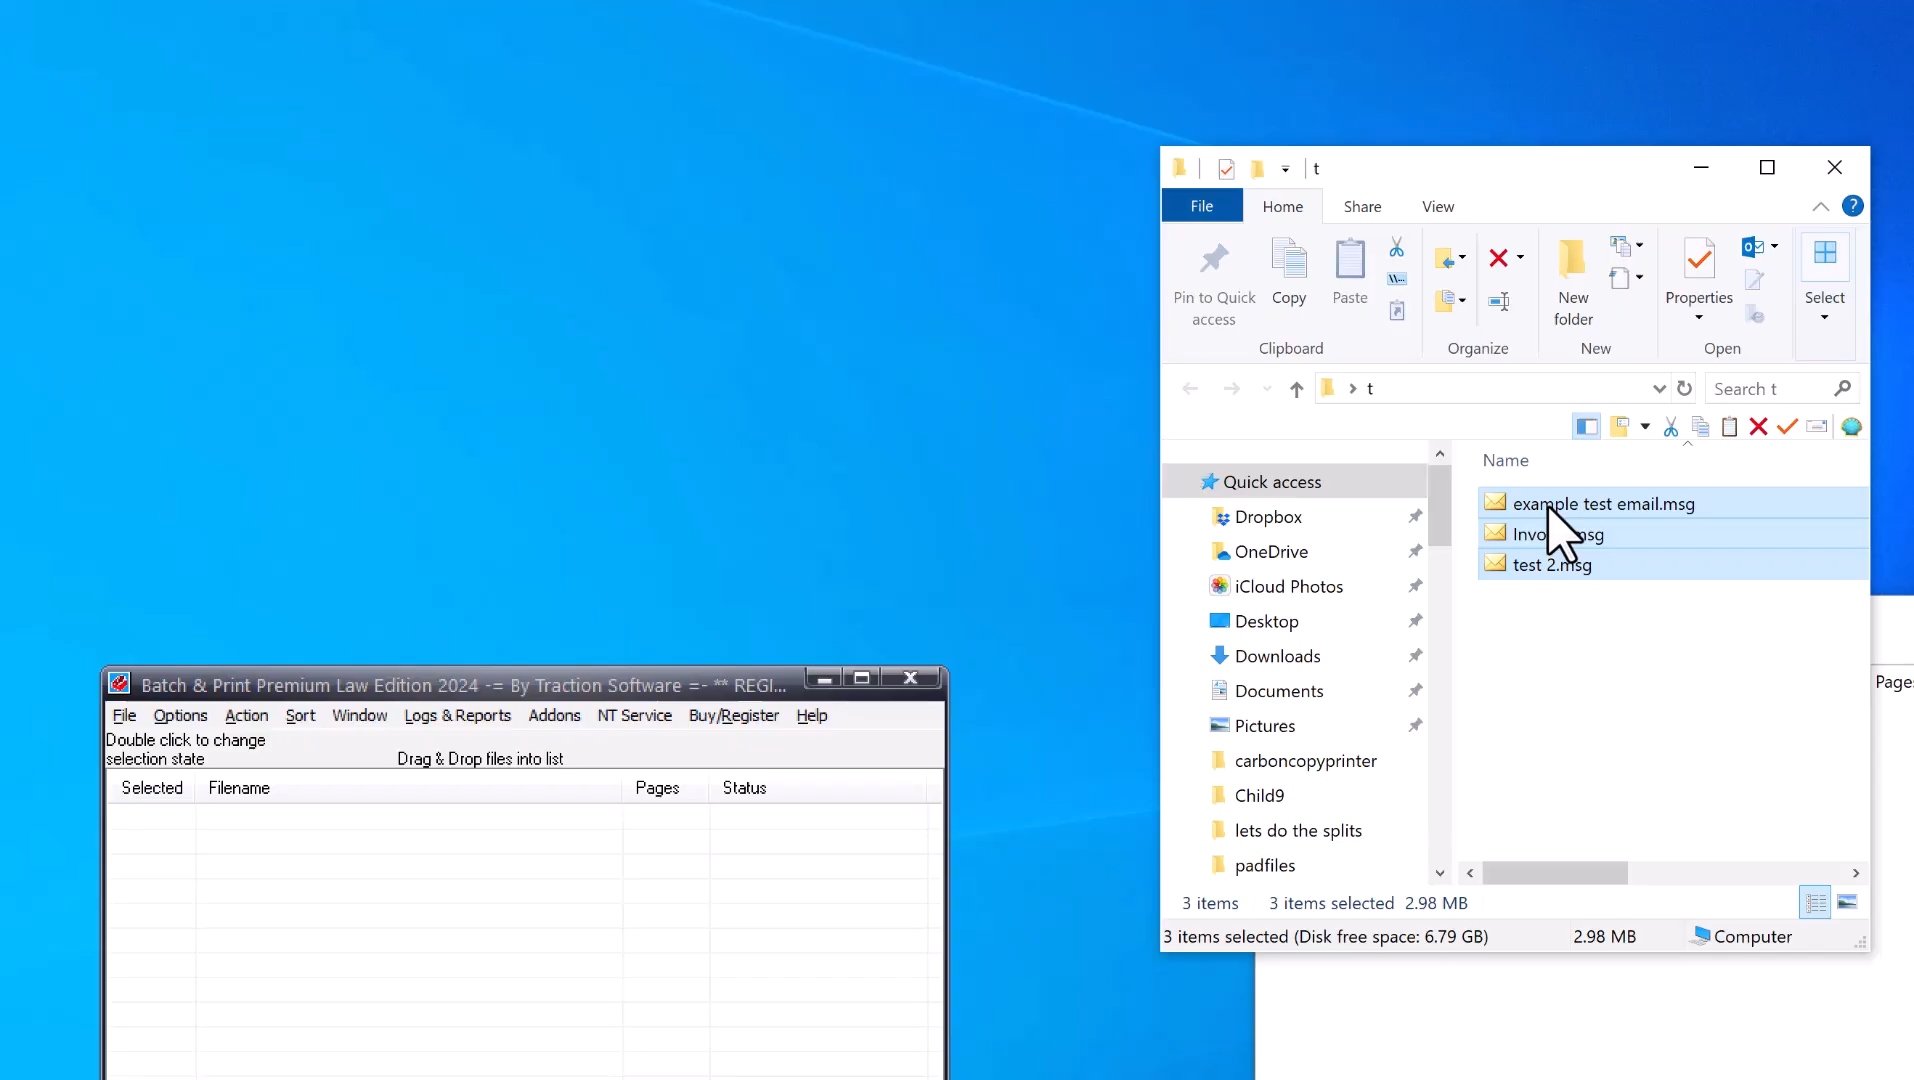 t
File Home Share View
Pin to Quick access
Copy
Paste
New folder
Properties
Select
Clipboard Organize New Open
t
Search t
Name
Quick access
Dropbox
OneDrive
iCloud Photos
Desktop
Downloads
Documents
Pictures
carboncopyprinter
Child9
lets do the splits
padfiles
example test email.msg
test 2.msg
3 items 3 items selected 2.98 MB
3 items selected (Disk free space: 6.79 GB) 2.98 MB Computer
Batch & Print Premium Law Edition 2024 -= By Traction Software =- ** REGI...
File Options Action Sort Window Logs & Reports Addons NT Service Buy/Register Help
Double click to change
selection state
Drag & Drop files into list
Selected Filename Pages Status